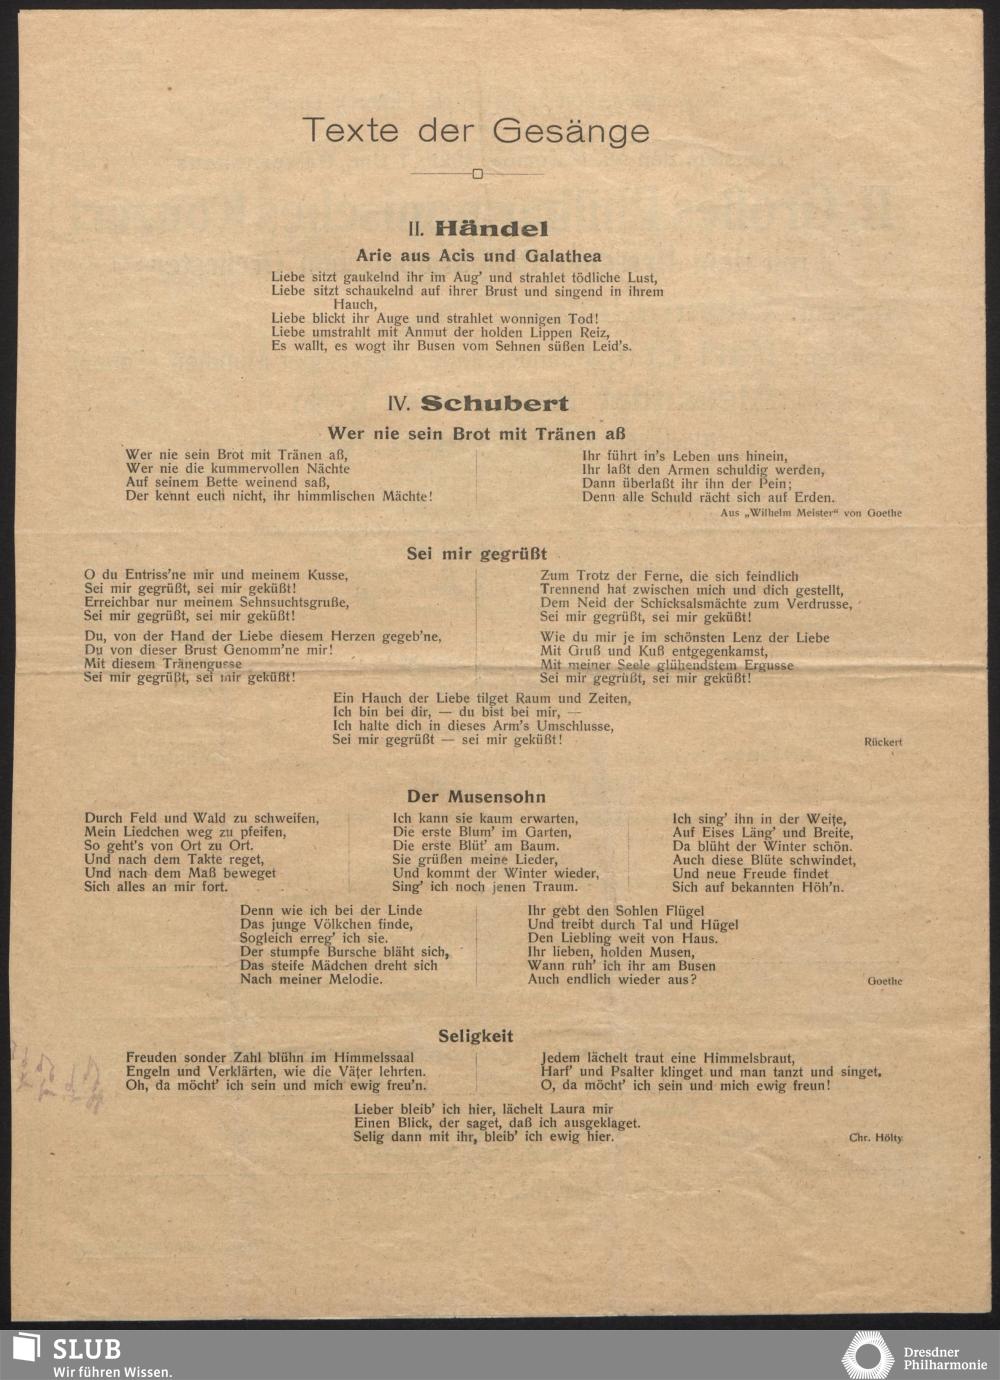 Texte der Gesänge
II. Händel
Arie aus Acis und Galathea
Liebe sitzt gaukelnd ihr im Aug' und strahlet tödliche Lust,
Liebe sitzt schaukelnd auf ihrer Brust und singend in ihrem
Hauch,
Liebe blickt ihr Auge und strahlet wonnigen Tod!
Liebe umstrahlt mit Anmut der holden Lippen Reiz,
Es wallt, es wogt ihr Busen vom Sehnen süßen Leid's.
IV. Schubert
Wer nie sein Brot mit Tränen aß
Wer nie sein Brot mit Tränen aß,
Wer nie die kummervollen Nächte
Auf seinem Bette weinend saß,
Der kennt euch nicht, ihr himmlischen Mächte!
Ihr führt in's Leben uns hinein,
Ihr laßt den Armen schuldig werden,
Dann überlaßt ihr ihn der Pein;
Denn alle Schuld rächt sich auf Erden.
Aus „Wilhelm Meister“ von Goethe
Sei mir gegrüßt
O du Entriss'ne mir und meinem Kusse,
Sei mir gegrüßt, sei mir geküßt!
Erreichbar nur meinem Sehnsuchtsgruße,
Sei mir gegrüßt, sei mir geküßt!
Du, von der Hand der Liebe diesem Herzen gegeb'ne,
Du von dieser Brust Genomm'ne mir!
Mit diesem Tränengusse
Sei mir gegrüßt, sei mir geküßt!
Zum Trotz der Ferne, die sich feindlich
Trennend hat zwischen mich und dich gestellt,
Dem Neid der Schicksalsmächte zum Verdrusse,
Sei mir gegrüßt, sei mir geküßt!
Wie du mir je im schönsten Lenz der Liebe
Mit Gruß und Kuß entgegenkamst,
Mit meiner Seele glühendstem Ergusse
Sei mir gegrüßt, sei mir geküßt!
Ein Hauch der Liebe tilget Raum und Zeiten,
Ich bin bei dir, — du bist bei mir, —
Ich halte dich in dieses Arm's Umschlusse,
Sei mir gegrüßt — sei mir geküßt!
Rückert
Der Musensohn
Durch Feld und Wald zu schweifen,
Mein Liedchen weg zu pfeifen,
So geht's von Ort zu Ort.
Und nach dem Takte reget,
Und nach dem Maß beweget
Sich alles an mir fort.
Ich kann sie kaum erwarten,
Die erste Blum' im Garten,
Die erste Blüt' am Baum.
Sie grüßen meine Lieder,
Und kommt der Winter wieder,
Sing' ich noch jenen Traum.
Ich sing' ihn in der Weite,
Auf Eises Läng' und Breite,
Da blüht der Winter schön.
Auch diese Blüte schwindet,
Und neue Freude findet
Sich auf bekannten Höh'n.
Denn wie ich bei der Linde
Das junge Völkchen finde,
Sogleich erreg' ich sie.
Der stumpfe Bursche bläht sich,
Das steife Mädchen dreht sich
Nach meiner Melodie.
Ihr gebt den Sohlen Flügel
Und treibt durch Tal und Hügel
Den Liebling weit von Haus.
Ihr lieben, holden Musen,
Wann ruh' ich ihr am Busen
Auch endlich wieder aus?
Goethe
Seligkeit
Freuden sonder Zahl blühn im Himmelssaal
Engeln und Verklärten, wie die Väter lehrten.
Oh, da möcht' ich sein und mich ewig freu'n.
Jedem lächelt traut eine Himmelsbraut,
Harf' und Psalter klinget und man tanzt und singet,
O, da möcht' ich sein und mich ewig freun!
Lieber bleib' ich hier, lächelt Laura mir
Einen Blick, der saget, daß ich ausgeklaget.
Selig dann mit ihr, bleib' ich ewig hier.
Chr. Hölty
SLUB
Wir führen Wissen.
Dresdner
Philharmonie